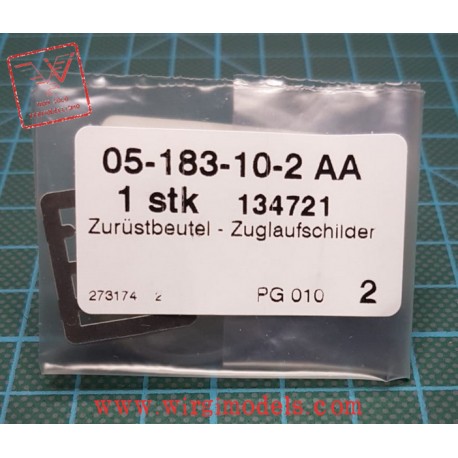 05-183-10-2 AA
1 stk 134721
Zurüstbeutel - Zuglaufschilder
273174 2 PG 010 2
www.wirgimodels.com